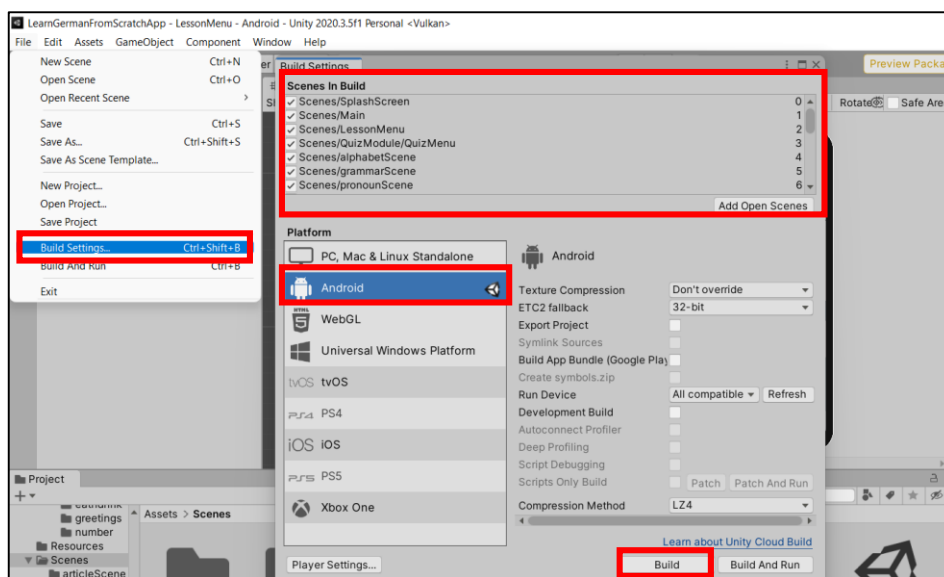 LearnGermanFromScratchApp - LessonMenu - Android - Unity 2020.3.5f1 Personal <Vulkan>
File Edit Assets GameObject Component Window Help
New Scene Ctrl+N
Open Scene Ctrl+O
Open Recent Scene >
Save Ctrl+S
Save As... Ctrl+Shift+S
Save As Scene Template...
New Project...
Open Project...
Save Project
Build Settings... Ctrl+Shift+B
Build And Run Ctrl+B
Exit
Build Settings
Preview Packa
Rotate Safe Are
Scenes In Build
Scenes/SplashScreen 0
Scenes/Main 1
Scenes/LessonMenu 2
Scenes/QuizModule/QuizMenu 3
Scenes/alphabetScene 4
Scenes/grammarScene 5
Scenes/pronounScene 6
Add Open Scenes
Platform
PC, Mac & Linux Standalone
Android
HTML 5 WebGL
Universal Windows Platform
tvOS tvOS
PS4 PS4
iOS iOS
PS5 PS5
Xbox One
Android
Texture Compression Don't override
ETC2 fallback 32-bit
Export Project
Symlink Sources
Build App Bundle (Google Play
Create symbols.zip
Run Device All compatible Refresh
Development Build
Autoconnect Profiler
Deep Profiling
Script Debugging
Scripts Only Build Patch Patch And Run
Compression Method LZ4
Learn about Unity Cloud Build
Player Settings... Build Build And Run
Project
greetings
number
Resources
Scenes
articleScene
Assets > Scenes